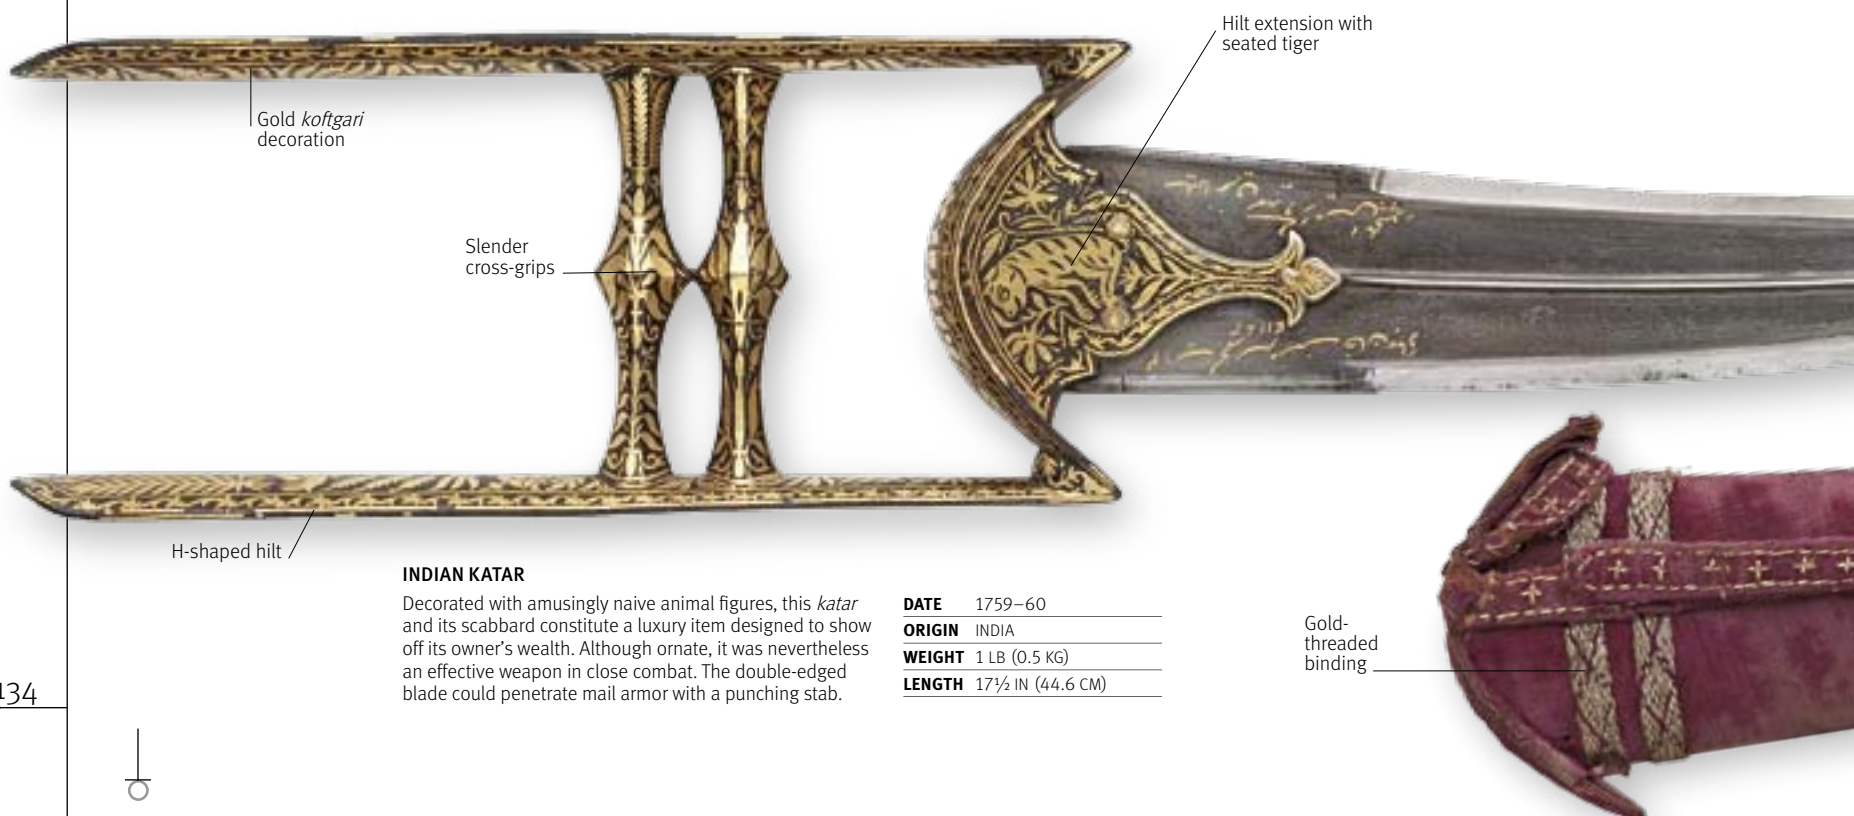 Hilt extension with
seated tiger
Gold koftgari
decoration
Slender
cross-grips
H-shaped hilt
INDIAN KATAR
Decorated with amusingly naive animal figures, this katar
and its scabbard constitute a luxury item designed to show
off its owner’s wealth. Although ornate, it was nevertheless
an effective weapon in close combat. The double-edged
blade could penetrate mail armor with a punching stab.
DATE 1759–60
ORIGIN INDIA
WEIGHT 1 LB (0.5 KG)
LENGTH 17½ IN (44.6 CM)
Gold-
threaded
binding
134